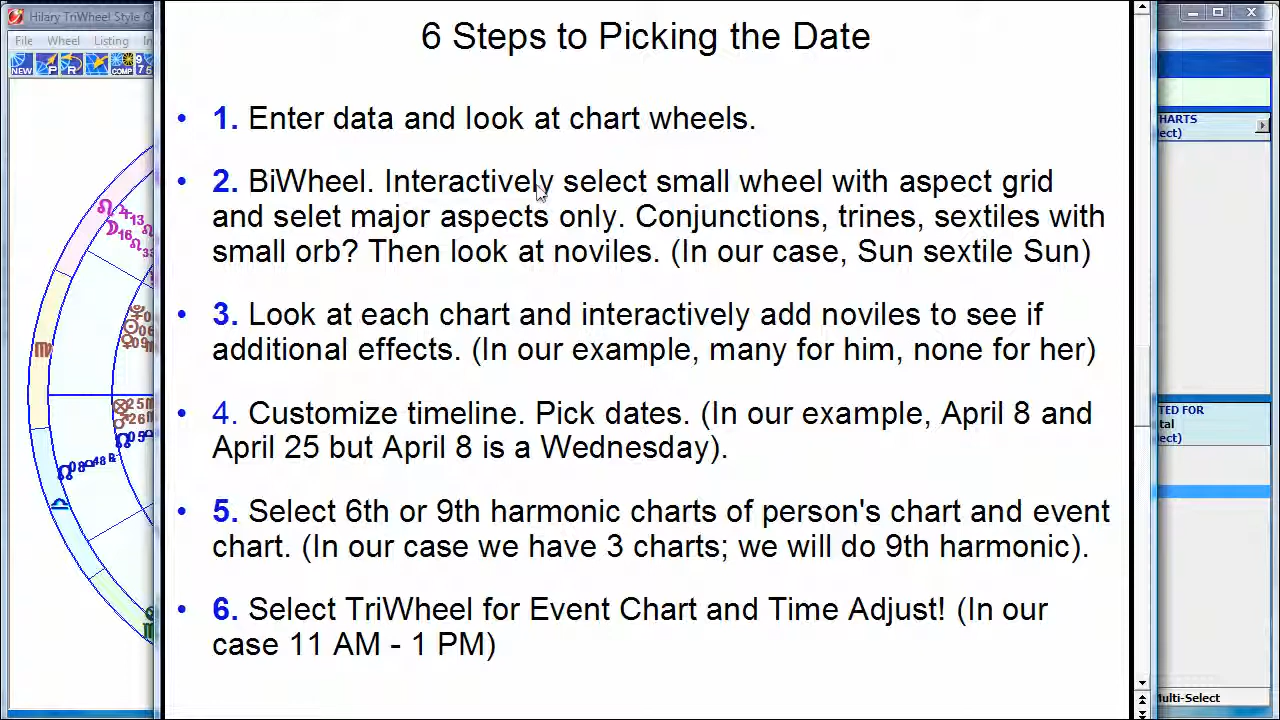 Hilary TriWheel Style C
File Wheel Listing In
NEW P R COMP
6 Steps to Picking the Date
• 1. Enter data and look at chart wheels.
• 2. BiWheel. Interactively select small wheel with aspect grid
and selet major aspects only. Conjunctions, trines, sextiles with
small orb? Then look at noviles. (In our case, Sun sextile Sun)
• 3. Look at each chart and interactively add noviles to see if
additional effects. (In our example, many for him, none for her)
• 4. Customize timeline. Pick dates. (In our example, April 8 and
April 25 but April 8 is a Wednesday).
• 5. Select 6th or 9th harmonic charts of person's chart and event
chart. (In our case we have 3 charts; we will do 9th harmonic).
• 6. Select TriWheel for Event Chart and Time Adjust! (In our
case 11 AM - 1 PM)
HARTS
ect)
TED FOR
tal
ect)
ulti-Select